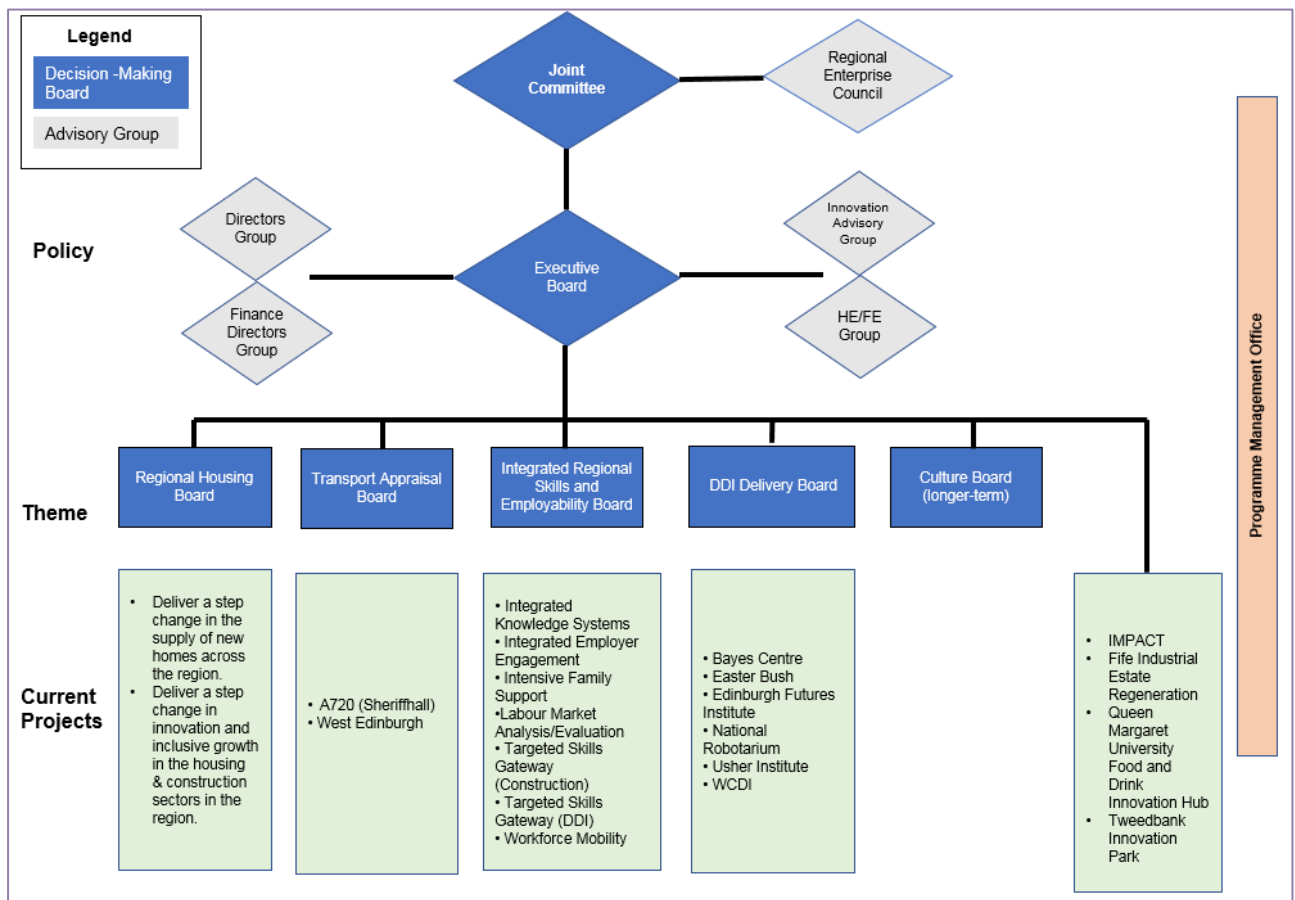 Legend
Decision -Making
Board
Advisory Group
Joint
Committee
Regional
Enterprise
Council
Policy
Directors
Group
Finance
Directors
Group
Executive
Board
Innovation
Advisory
Group
HE/FE
Group
Programme Management Office
Theme
Regional Housing
Board
Transport Appraisal
Board
Integrated Regional
Skills and
Employability Board
DDI Delivery Board
Culture Board
(longer-term)
Current
Projects
• Deliver a step
change in the
supply of new
homes across
the region.
• Deliver a step
change in
innovation and
inclusive growth
in the housing
& construction
sectors in the
region.
• A720 (Sheriffhall)
• West Edinburgh
• Integrated
Knowledge Systems
• Integrated Employer
Engagement
• Intensive Family
Support
•Labour Market
Analysis/Evaluation
• Targeted Skills
Gateway
(Construction)
• Targeted Skills
Gateway (DDI)
• Workforce Mobility
• Bayes Centre
• Easter Bush
• Edinburgh Futures
Institute
• National
Robotarium
• Usher Institute
• WCDI
• IMPACT
• Fife Industrial
Estate
Regeneration
• Queen
Margaret
University
Food and
Drink
Innovation Hub
• Tweedbank
Innovation
Park